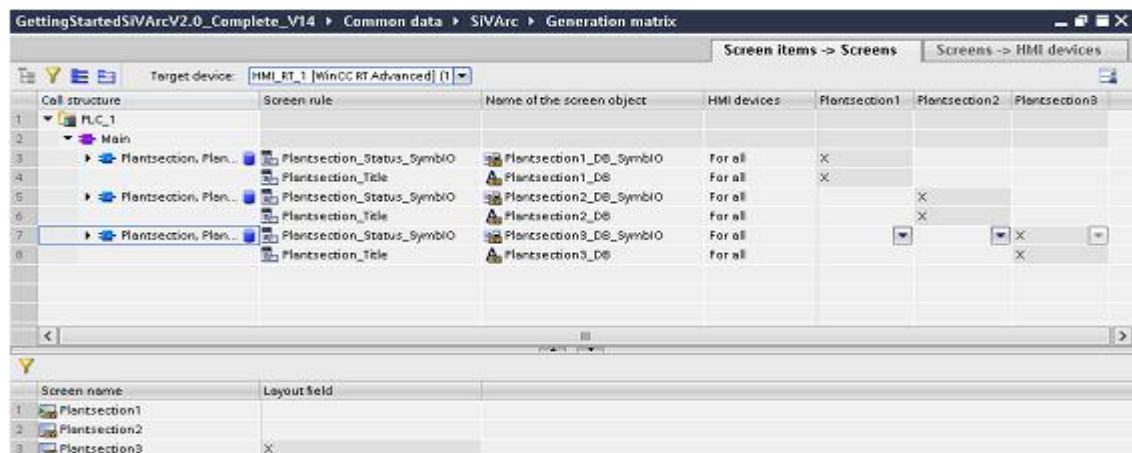 GettingStartedSiVArcV2.0_Complete_V14 ▸ Common data ▸ SiVArc ▸ Generation matrix
Screen items -> Screens Screens -> HMI devices
Target device: HMI_RT_1 [WinCC RT Advanced] (1
Call structure Screen rule Name of the screen object HMI devices Plantsection1 Plantsection2 Plantsection3
1 PLC_1
2 Main
3 Plantsection, Plan... Plantsection_Status_SymbIO Plantsection1_DB_SymbIO For all X
4 Plantsection_Title Plantsection1_DB For all X
5 Plantsection, Plan... Plantsection_Status_SymbIO Plantsection2_DB_SymbIO For all X
6 Plantsection_Title Plantsection2_DB For all X
7 Plantsection, Plan... Plantsection_Status_SymbIO Plantsection3_DB_SymbIO For all X
8 Plantsection_Title Plantsection3_DB For all X
Screen name Layout field
1 Plantsection1
2 Plantsection2
3 Plantsection3 X